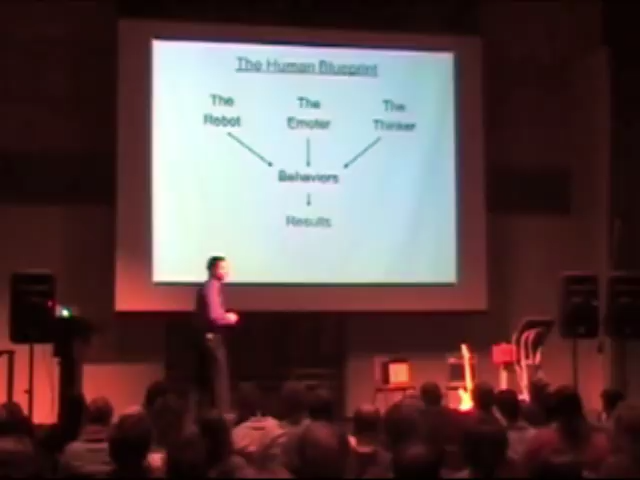 The Human Blueprint
The The The
Robot Emoter Thinker
Behaviors
Results